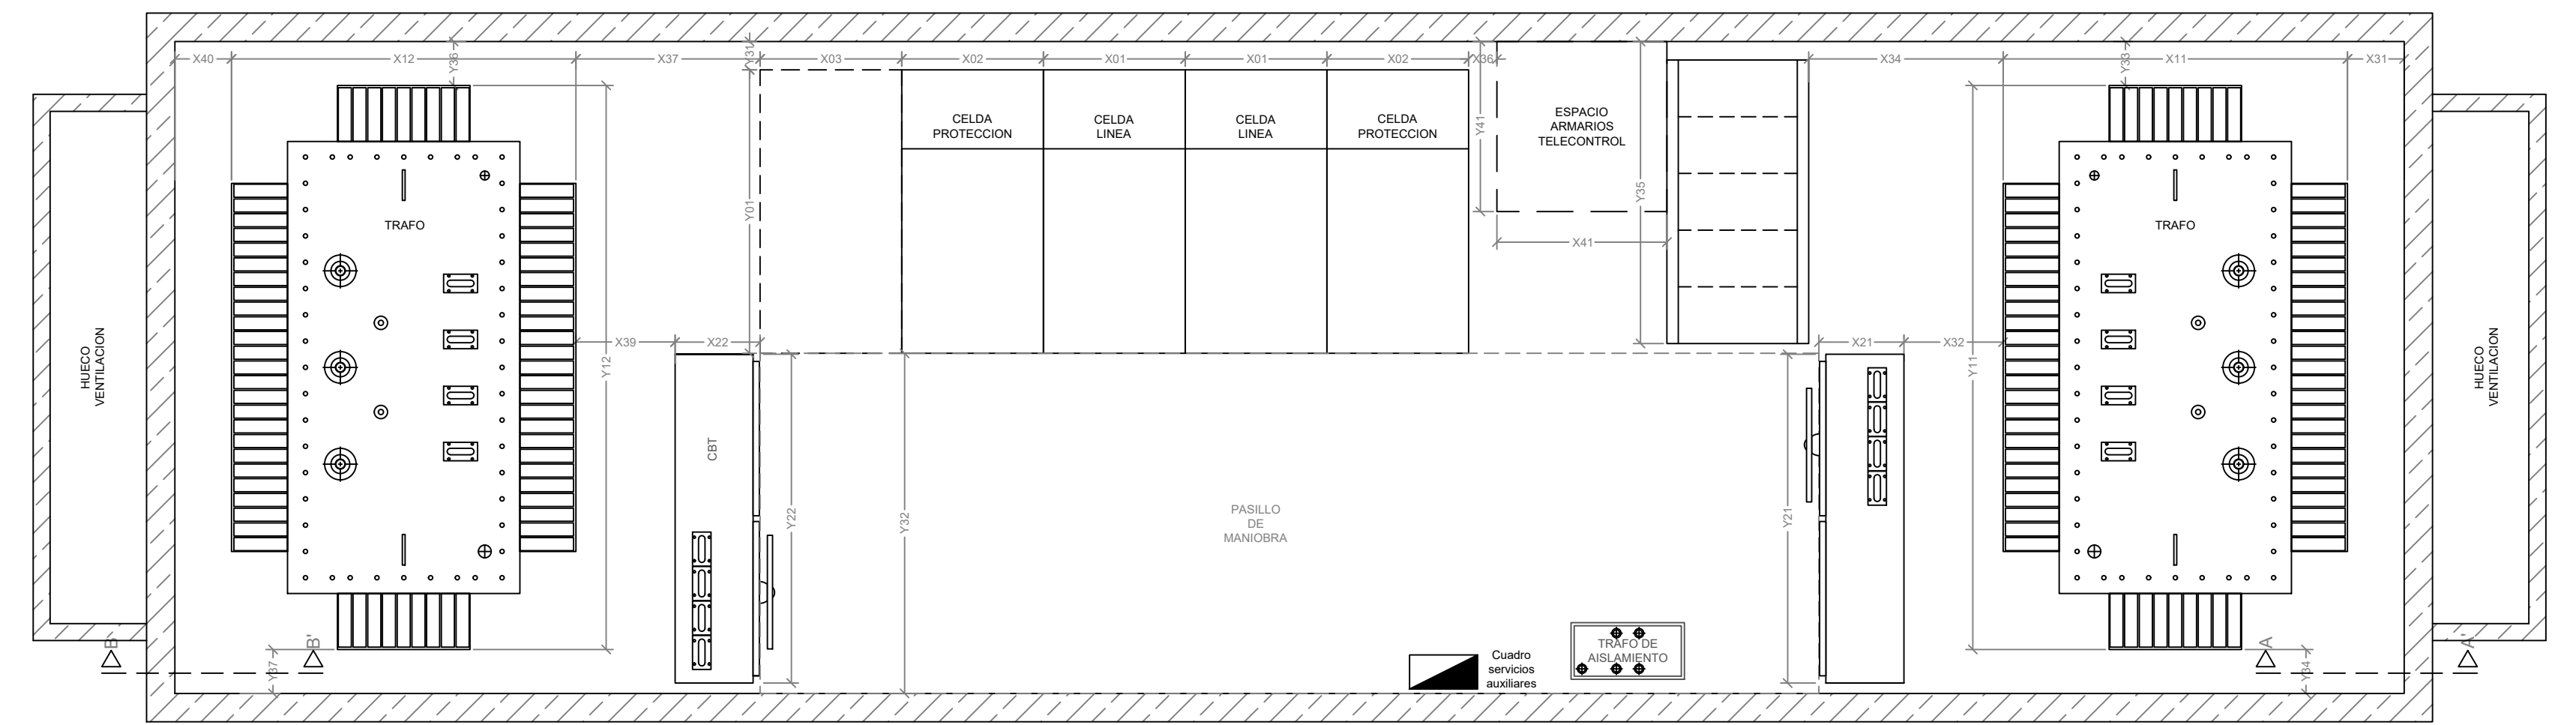 X40
X12
Y36
X37
Y31
X03
X02
X01
X01
X02
X36
X34
Y33
X11
X31
CELDA
PROTECCION
CELDA
LINEA
CELDA
LINEA
CELDA
PROTECCION
ESPACIO
ARMARIOS
TELECONTROL
Y41
Y35
Y01
X41
TRAFO
TRAFO
HUECO
VENTILACION
X39
X22
Y12
X21
X32
Y11
HUECO
VENTILACION
CBT
Y22
Y32
PASILLO
DE
MANIOBRA
Y21
B
B'
Y37
Cuadro
servicios
auxiliares
TRAFO DE
AISLAMIENTO
A
A'
Y34